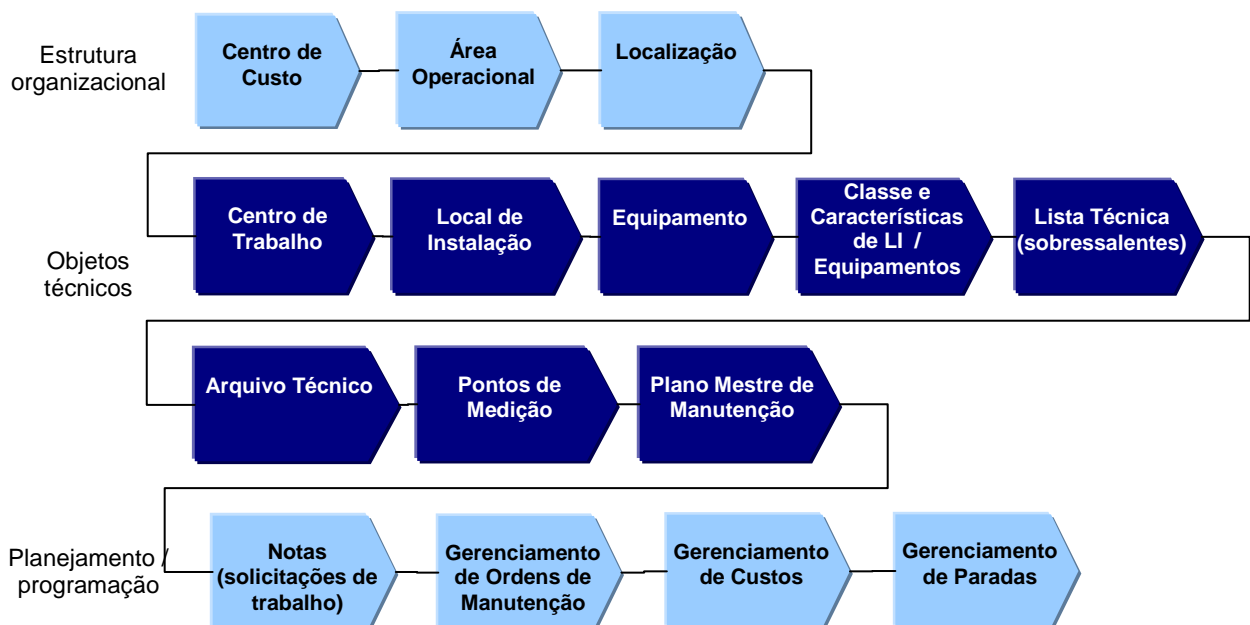 Estrutura
organizacional
Centro de
Custo
Área
Operacional
Localização
Objetos
técnicos
Centro de
Trabalho
Local de
Instalação
Equipamento
Classe e
Características
de LI /
Equipamentos
Lista Técnica
(sobressalentes)
Arquivo Técnico
Pontos de
Medição
Plano Mestre de
Manutenção
Planejamento /
programação
Notas
(solicitações de
trabalho)
Gerenciamento
de Ordens de
Manutenção
Gerenciamento
de Custos
Gerenciamento
de Paradas